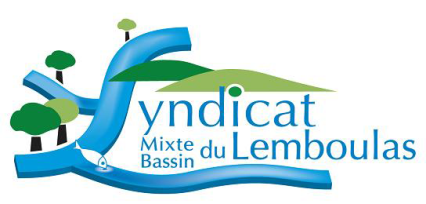 Syndicat
Mixte
Bassin du Lemboulas